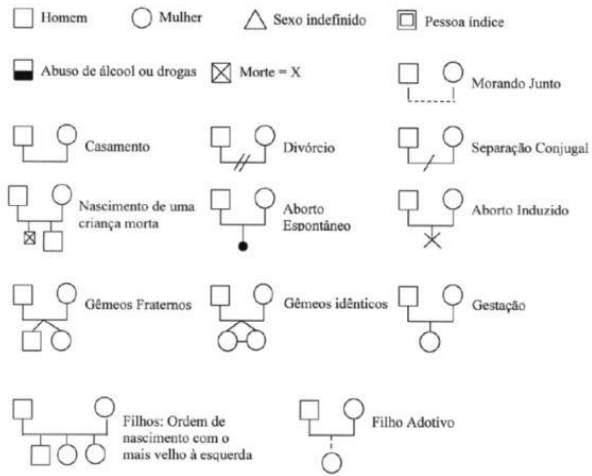 Homem
Mulher
Sexo indefinido
Pessoa índice
Abuso de álcool ou drogas
Morte = X
Morando Junto
Casamento
Divórcio
Separação Conjugal
Nascimento de uma
criança morta
Aborto
Espontâneo
Aborto Induzido
Gêmeos Fraternos
Gêmeos idênticos
Gestação
Filhos: Ordem de
nascimento com o
mais velho à esquerda
Filho Adotivo